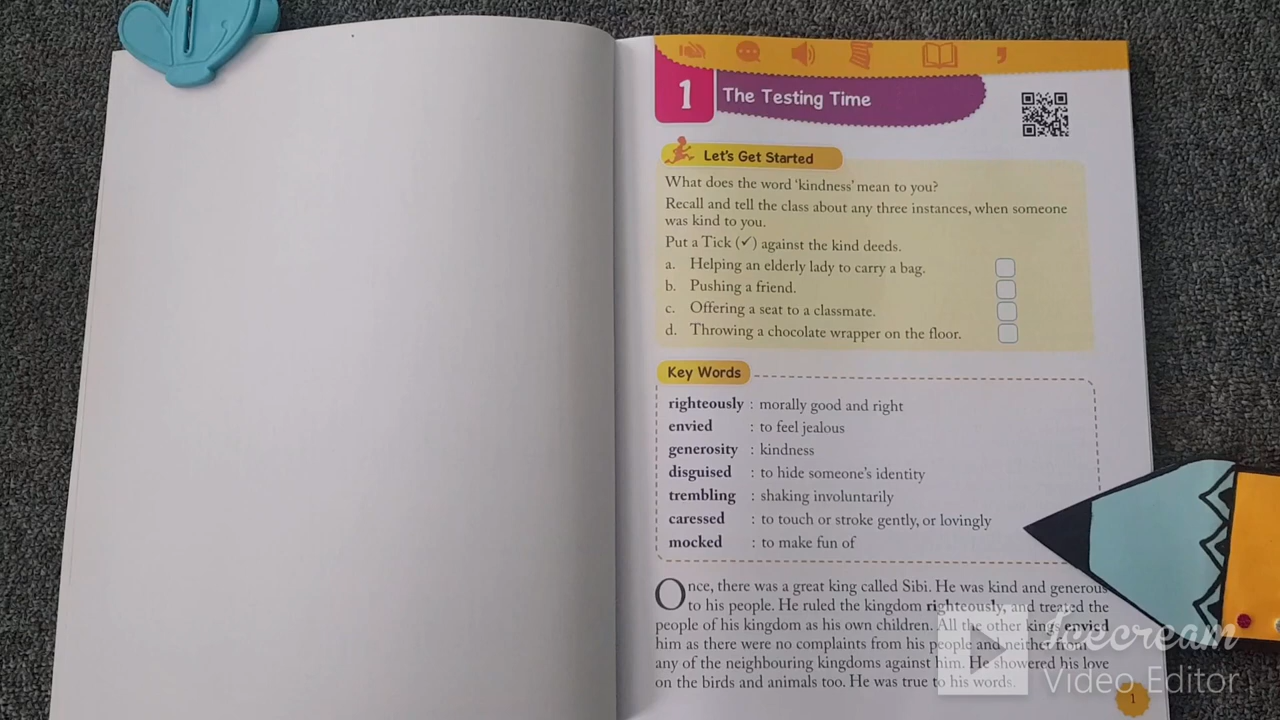 1
The Testing Time
Let's Get Started
What does the word 'kindness' mean to you?
Recall and tell the class about any three instances, when someone
was kind to you.
Put a Tick (✓) against the kind deeds.
a. Helping an elderly lady to carry a bag.
b. Pushing a friend.
c. Offering a seat to a classmate.
d. Throwing a chocolate wrapper on the floor.
Key Words
righteously : morally good and right
envied : to feel jealous
generosity : kindness
disguised : to hide someone's identity
trembling : shaking involuntarily
caressed : to touch or stroke gently, or lovingly
mocked : to make fun of
Once, there was a great king called Sibi. He was kind and generous
to his people. He ruled the kingdom righteously, and treated the
people of his kingdom as his own children. All the other kings envied
him as there were no complaints from his people and neither from
any of the neighbouring kingdoms against him. He showered his love
on the birds and animals too. He was true to his words.
1
Icecream
Video Editor